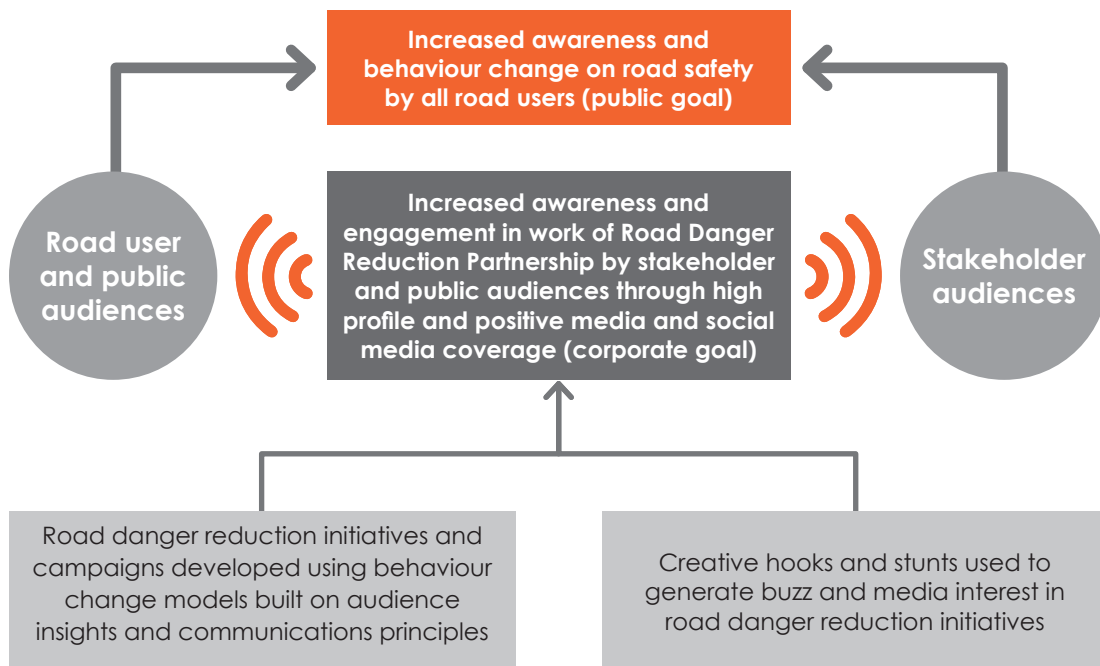 Increased awareness and
behaviour change on road safety
by all road users (public goal)
Road user
and public
audiences
Increased awareness and
engagement in work of Road Danger
Reduction Partnership by stakeholder
and public audiences through high
profile and positive media and social
media coverage (corporate goal)
Stakeholder
audiences
Road danger reduction initiatives and
campaigns developed using behaviour
change models built on audience
insights and communications principles
Creative hooks and stunts used to
generate buzz and media interest in
road danger reduction initiatives